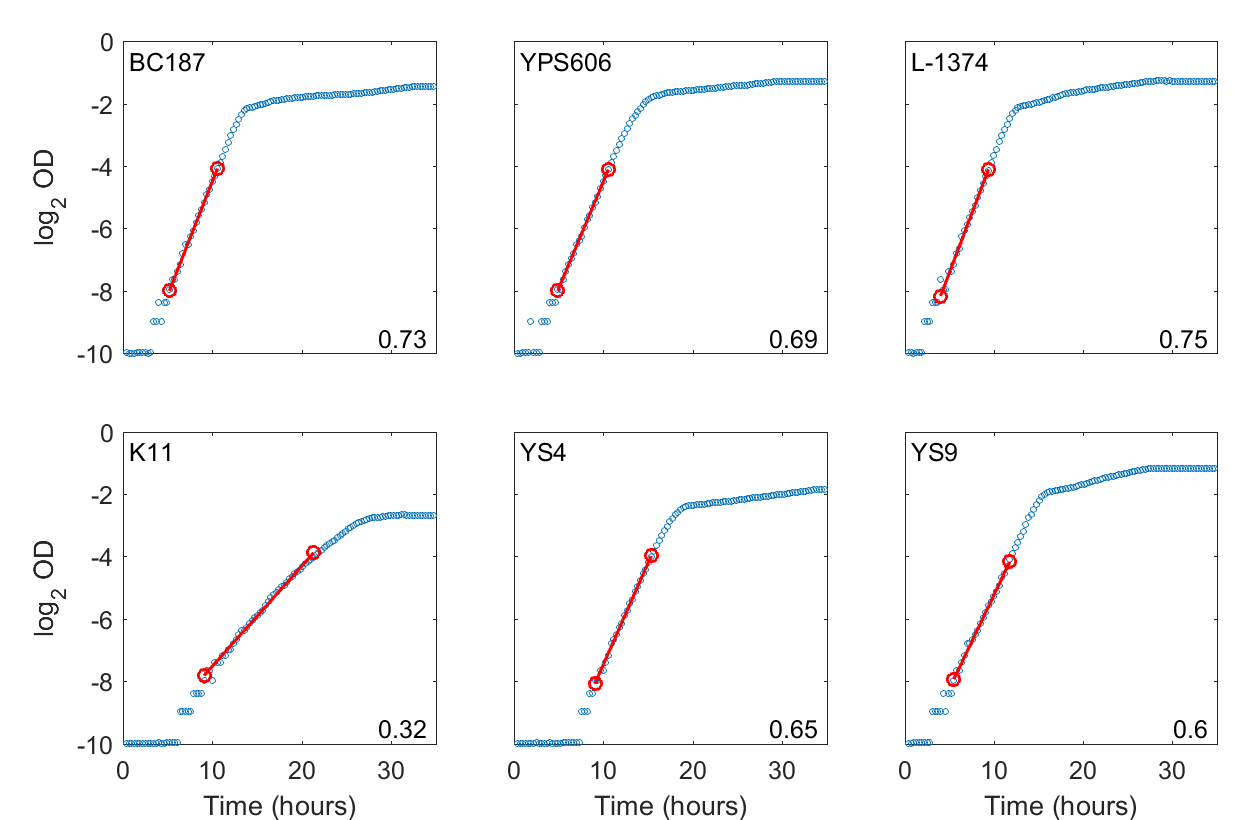 0
-2
-4
-6
-8
-10
log2 OD
BC187
0.73
YPS606
0.69
L-1374
0.75
0
-2
-4
-6
-8
-10
log2 OD
K11
0.32
YS4
0.65
YS9
0.6
0 10 20 30
0 10 20 30
0 10 20 30
Time (hours)
Time (hours)
Time (hours)